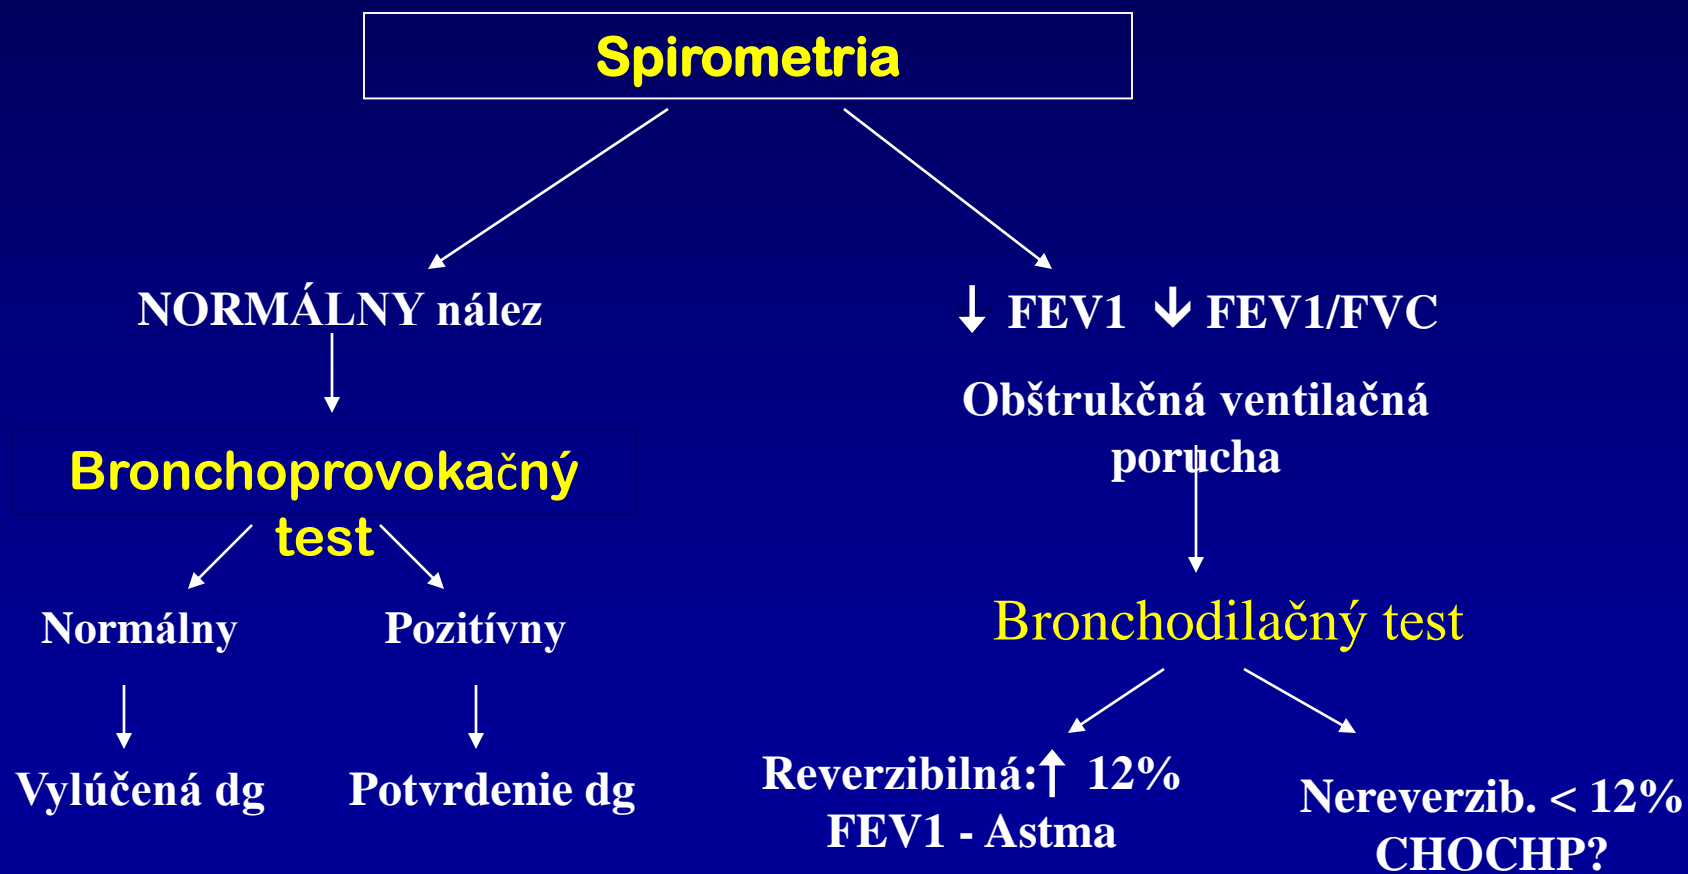 Spirometria
NORMÁLNY nález
↓ FEV1 ↓ FEV1/FVC
Obštrukčná ventilačná
porucha
Bronchoprovokačný
test
Bronchodilačný test
Normálny
Pozitívny
Vylúčená dg
Potvrdenie dg
Reverzibilná:↑ 12%
FEV1 - Astma
Nereverzib. < 12%
CHOCHP?